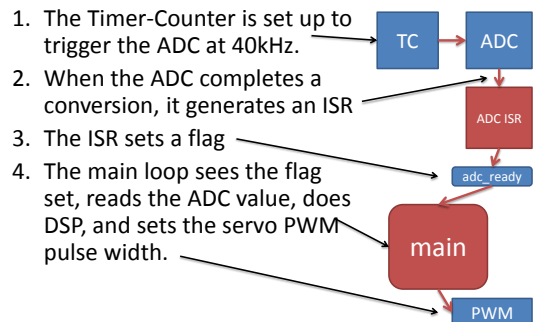 1. The Timer-Counter is set up to
trigger the ADC at 40kHz.
2. When the ADC completes a
conversion, it generates an ISR
3. The ISR sets a flag
4. The main loop sees the flag
set, reads the ADC value, does
DSP, and sets the servo PWM
pulse width.
TC
ADC
ADC ISR
adc_ready
main
PWM